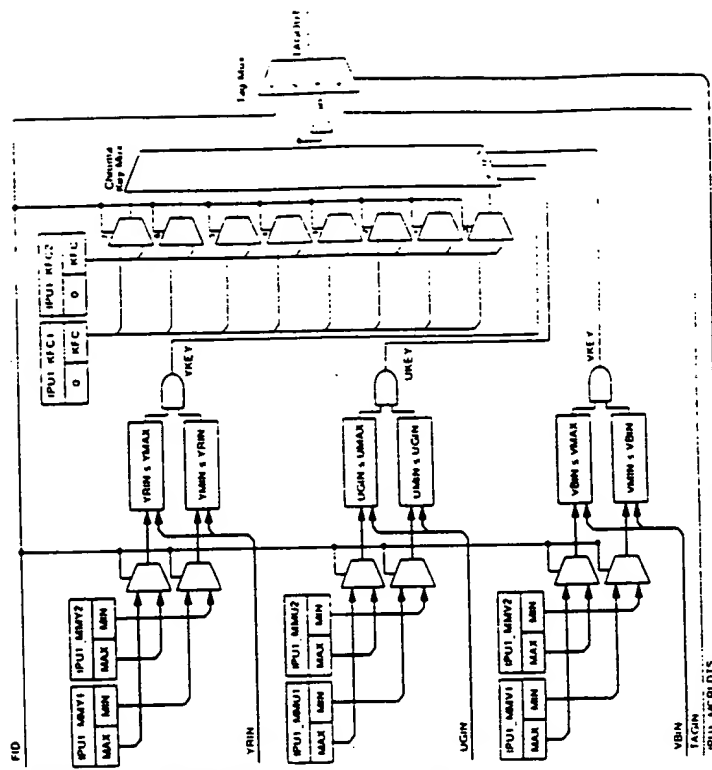 FID
IPU1_MMY1
MAX MIN
IPU1_MMY2
MAX MIN
YRIN
YRIN ≤ YMAX
YMIN ≤ YRIN
YKEY
IPU1_KFC1
0 KFC
IPU1_KFC2
0 KFC
Chroma
Key Mux
Tag Mux
TAGOUT
IPU1_MMU1
MAX MIN
IPU1_MMU2
MAX MIN
UGIN
UGIN ≤ UMAX
UMIN ≤ UGIN
UKEY
IPU1_MMV1
MAX MIN
IPU1_MMV2
MAX MIN
VBIN
VBIN ≤ VMAX
VMIN ≤ VBIN
VKEY
TAGIN